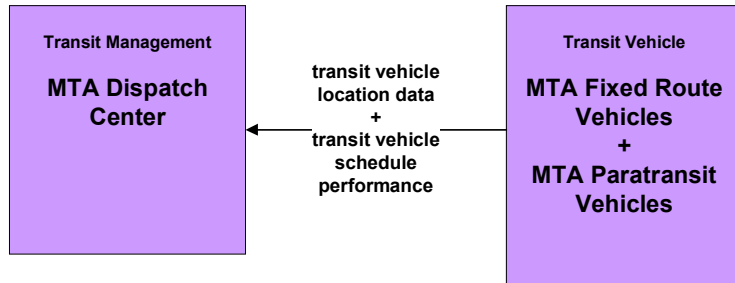 Transit Management
MTA Dispatch
Center
transit vehicle
location data
+
transit vehicle
schedule
performance
Transit Vehicle
MTA Fixed Route
Vehicles
+
MTA Paratransit
Vehicles